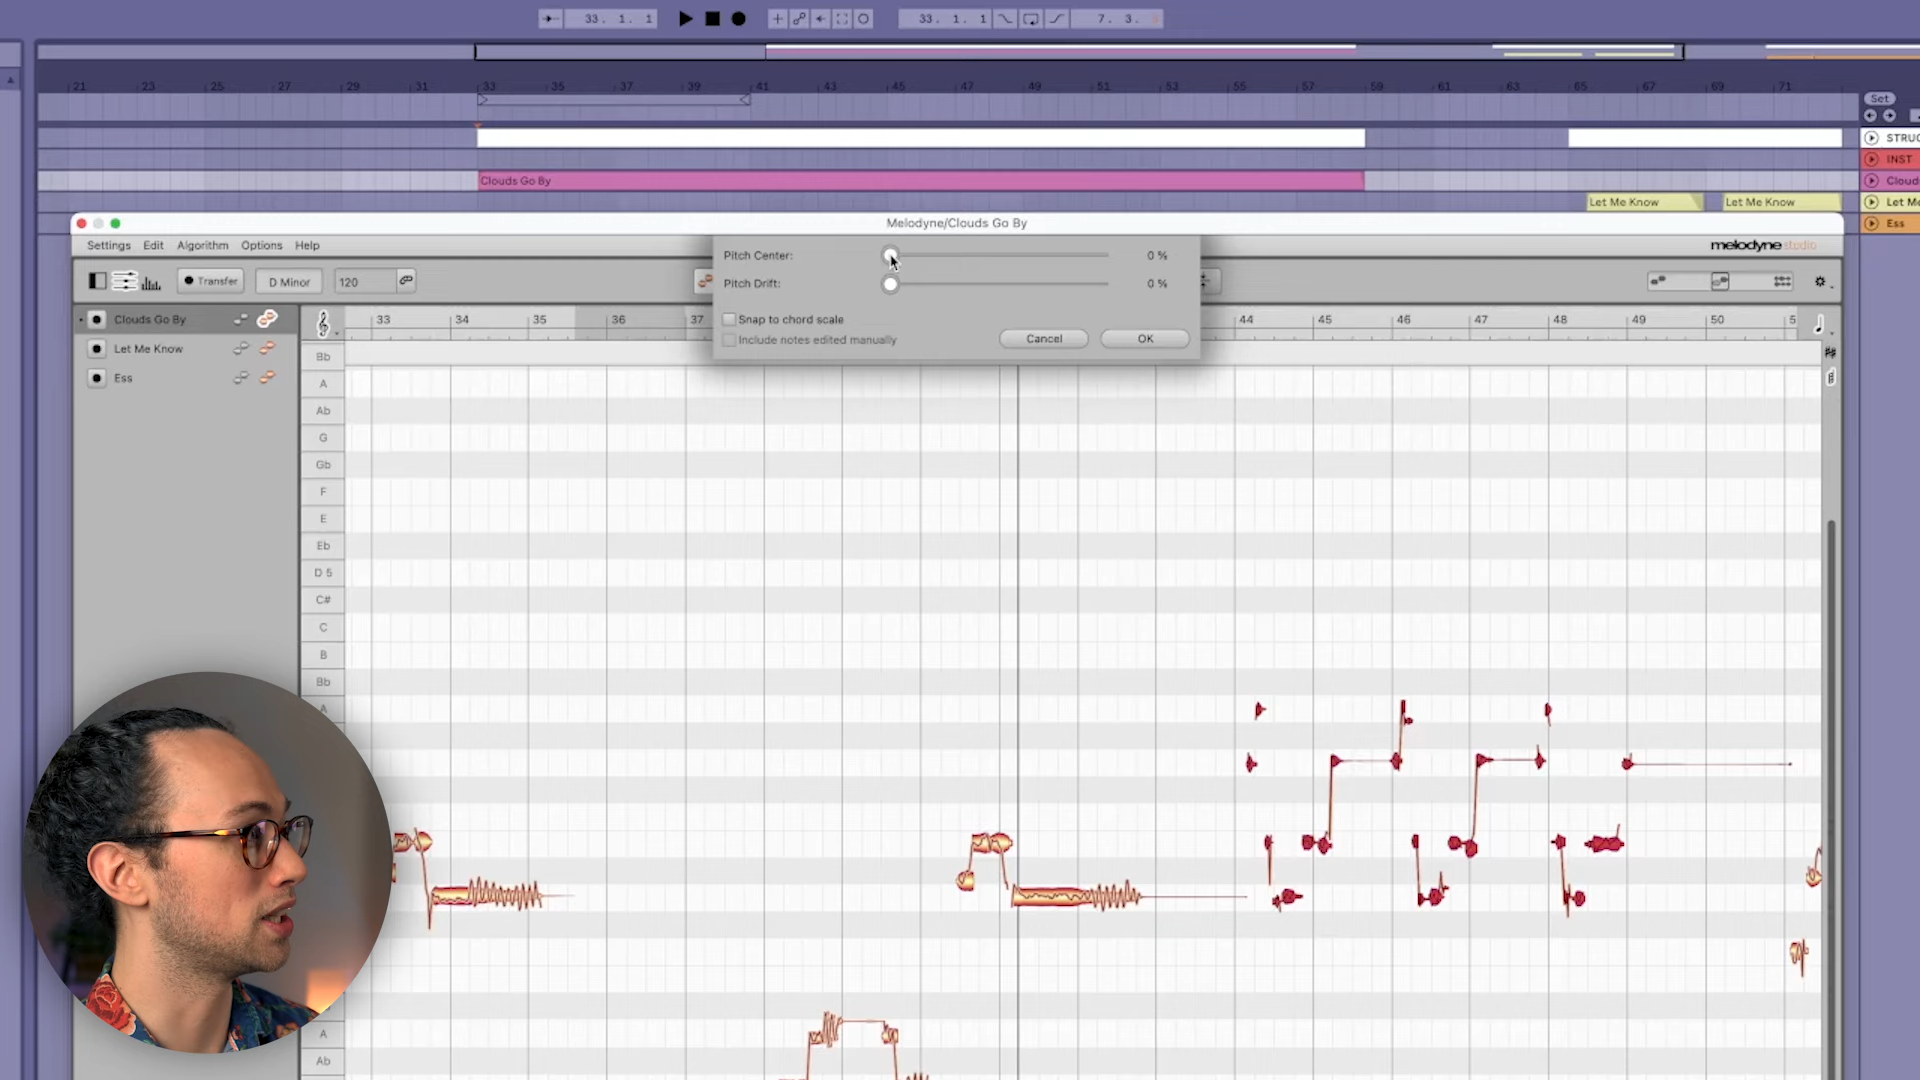 33. 1. 1
33. 1. 1
7. 3.
21 23 25 27 29 31 33 35 37 39 41 43 45 47 49 51 53 55 57 59 61 63 65 67 69 71
Set
STRUC
INST
Clouds Go By
Clouds
Let Me Know
Let Me Know
Let Me
Ess
Melodyne/Clouds Go By
Settings Edit Algorithm Options Help
melodyne studio
Pitch Center: 0 %
Pitch Drift: 0 %
Snap to chord scale
Include notes edited manually
Cancel
OK
Transfer
D Minor
120
Clouds Go By
Let Me Know
Ess
33 34 35 36 37 44 45 46 47 48 49 50 5
Bb
A
Ab
G
Gb
F
E
Eb
D 5
C#
C
B
Bb
A
A
Ab